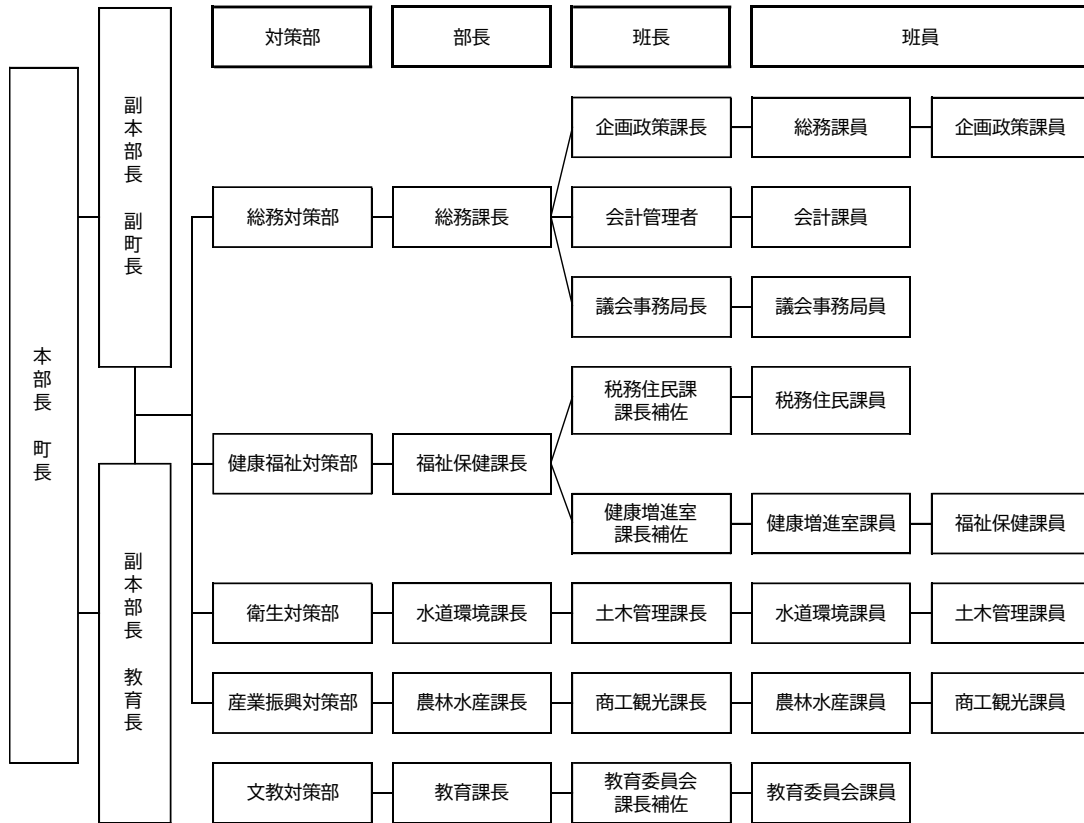 本部長　町長
副本部長　副町長
副本部長　教育長
対策部
部長
班長
班員
総務対策部
総務課長
企画政策課長
総務課員
企画政策課員
会計管理者
会計課員
議会事務局長
議会事務局員
健康福祉対策部
福祉保健課長
税務住民課
課長補佐
税務住民課員
健康増進室
課長補佐
健康増進室課員
福祉保健課員
衛生対策部
水道環境課長
土木管理課長
水道環境課員
土木管理課員
産業振興対策部
農林水産課長
商工観光課長
農林水産課員
商工観光課員
文教対策部
教育課長
教育委員会
課長補佐
教育委員会課員